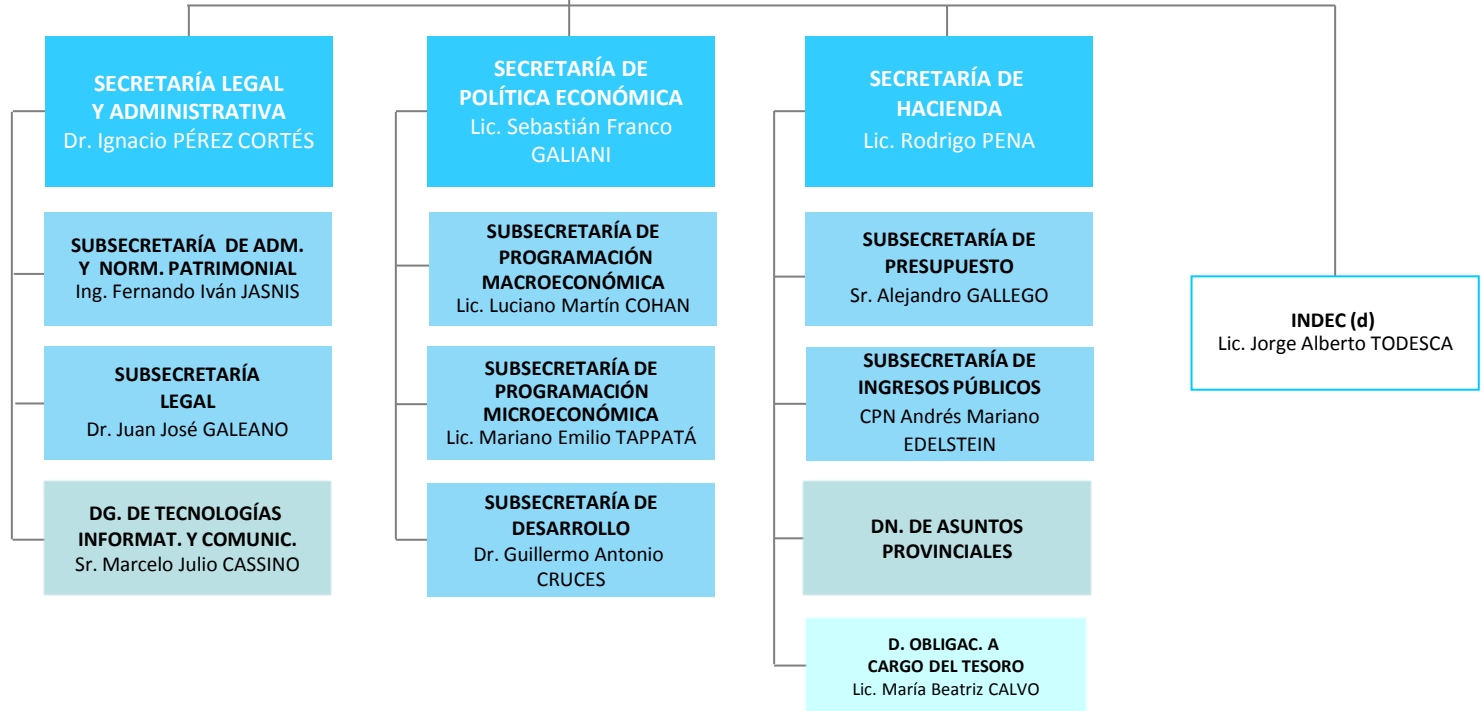 SECRETARÍA LEGAL
Y ADMINISTRATIVA
Dr. Ignacio PÉREZ CORTÉS
SUBSECRETARÍA DE ADM.
Y NORM. PATRIMONIAL
Ing. Fernando Iván JASNIS
SUBSECRETARÍA
LEGAL
Dr. Juan José GALEANO
DG. DE TECNOLOGÍAS
INFORMAT. Y COMUNIC.
Sr. Marcelo Julio CASSINO
SECRETARÍA DE
POLÍTICA ECONÓMICA
Lic. Sebastián Franco
GALIANI
SUBSECRETARÍA DE
PROGRAMACIÓN
MACROECONÓMICA
Lic. Luciano Martín COHAN
SUBSECRETARÍA DE
PROGRAMACIÓN
MICROECONÓMICA
Lic. Mariano Emilio TAPPATÁ
SUBSECRETARÍA DE
DESARROLLO
Dr. Guillermo Antonio
CRUCES
SECRETARÍA DE
HACIENDA
Lic. Rodrigo PENA
SUBSECRETARÍA DE
PRESUPUESTO
Sr. Alejandro GALLEGO
SUBSECRETARÍA DE
INGRESOS PÚBLICOS
CPN Andrés Mariano
EDELSTEIN
DN. DE ASUNTOS
PROVINCIALES
D. OBLIGAC. A
CARGO DEL TESORO
Lic. María Beatriz CALVO
INDEC (d)
Lic. Jorge Alberto TODESCA